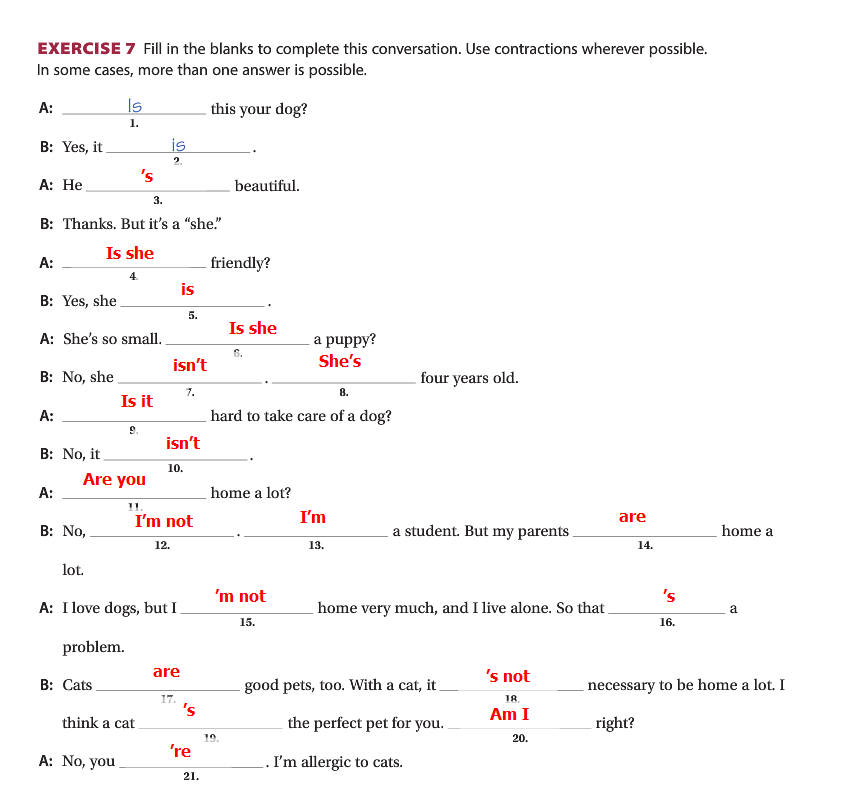 EXERCISE 7 Fill in the blanks to complete this conversation. Use contractions wherever possible.
In some cases, more than one answer is possible.
A: Is this your dog?
1.
B: Yes, it is.
2.
A: He 's beautiful.
3.
B: Thanks. But it's a “she.”
A: Is she friendly?
4.
B: Yes, she is.
5.
A: She's so small. Is she a puppy?
6.
B: No, she isn't. She's four years old.
7. 8.
A: Is it hard to take care of a dog?
9.
B: No, it isn't.
10.
A: Are you home a lot?
11.
B: No, I'm not. I'm a student. But my parents are home a
12. 13. 14.
lot.
A: I love dogs, but I 'm not home very much, and I live alone. So that 's a
15. 16.
problem.
B: Cats are good pets, too. With a cat, it 's not necessary to be home a lot. I
17. 18.
think a cat 's the perfect pet for you. Am I right?
19. 20.
A: No, you 're. I'm allergic to cats.
21.